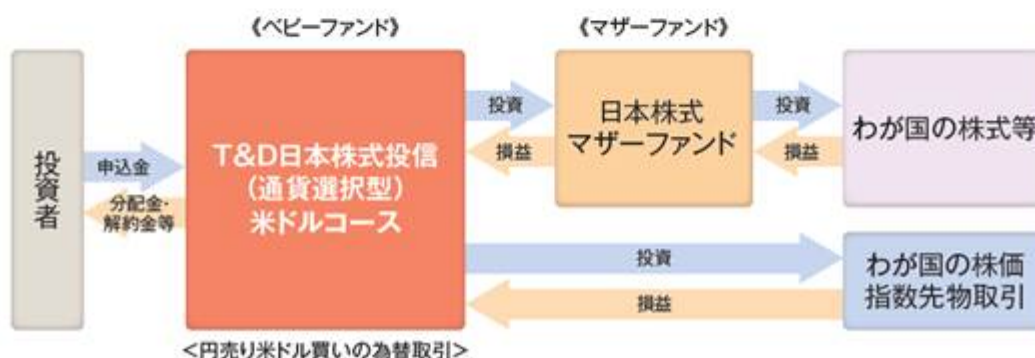 《ベビーファンド》
《マザーファンド》
投資者
申込金
分配金・
解約金等
T&D日本株式投信
(通貨選択型)
米ドルコース
投資
損益
日本株式
マザーファンド
投資
損益
わが国の株式等
投資
損益
わが国の株価
指数先物取引
<円売り米ドル買いの為替取引>